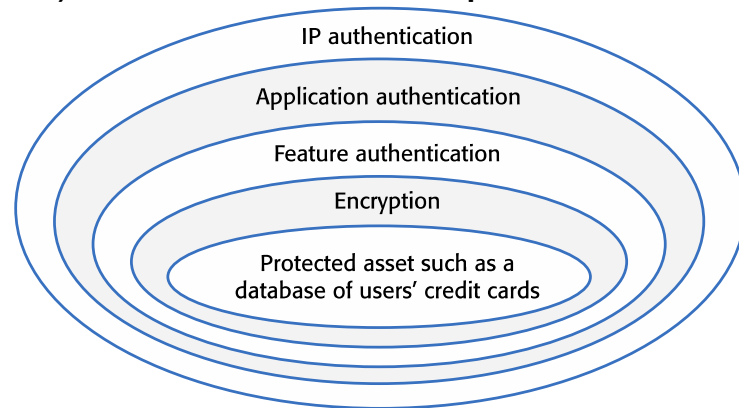 IP authentication
Application authentication
Feature authentication
Encryption
Protected asset such as a
database of users’ credit cards